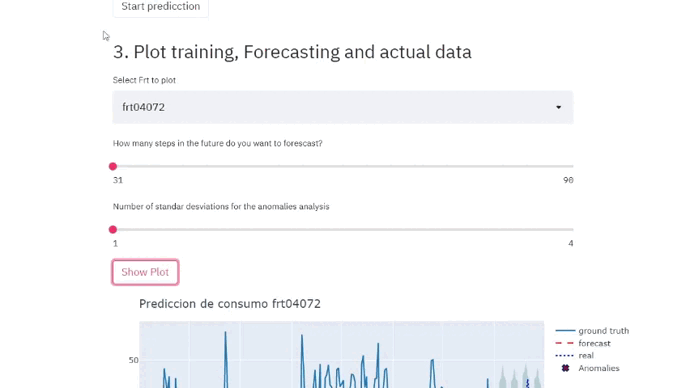 Start predicction
3. Plot training, Forecasting and actual data
Select Frt to plot
frt04072
How many steps in the future do you want to forescast?
31 90
Number of standar desviations for the anomalies analysis
1 4
Show Plot
Prediccion de consumo frt04072
50
ground truth
forecast
real
Anomalies